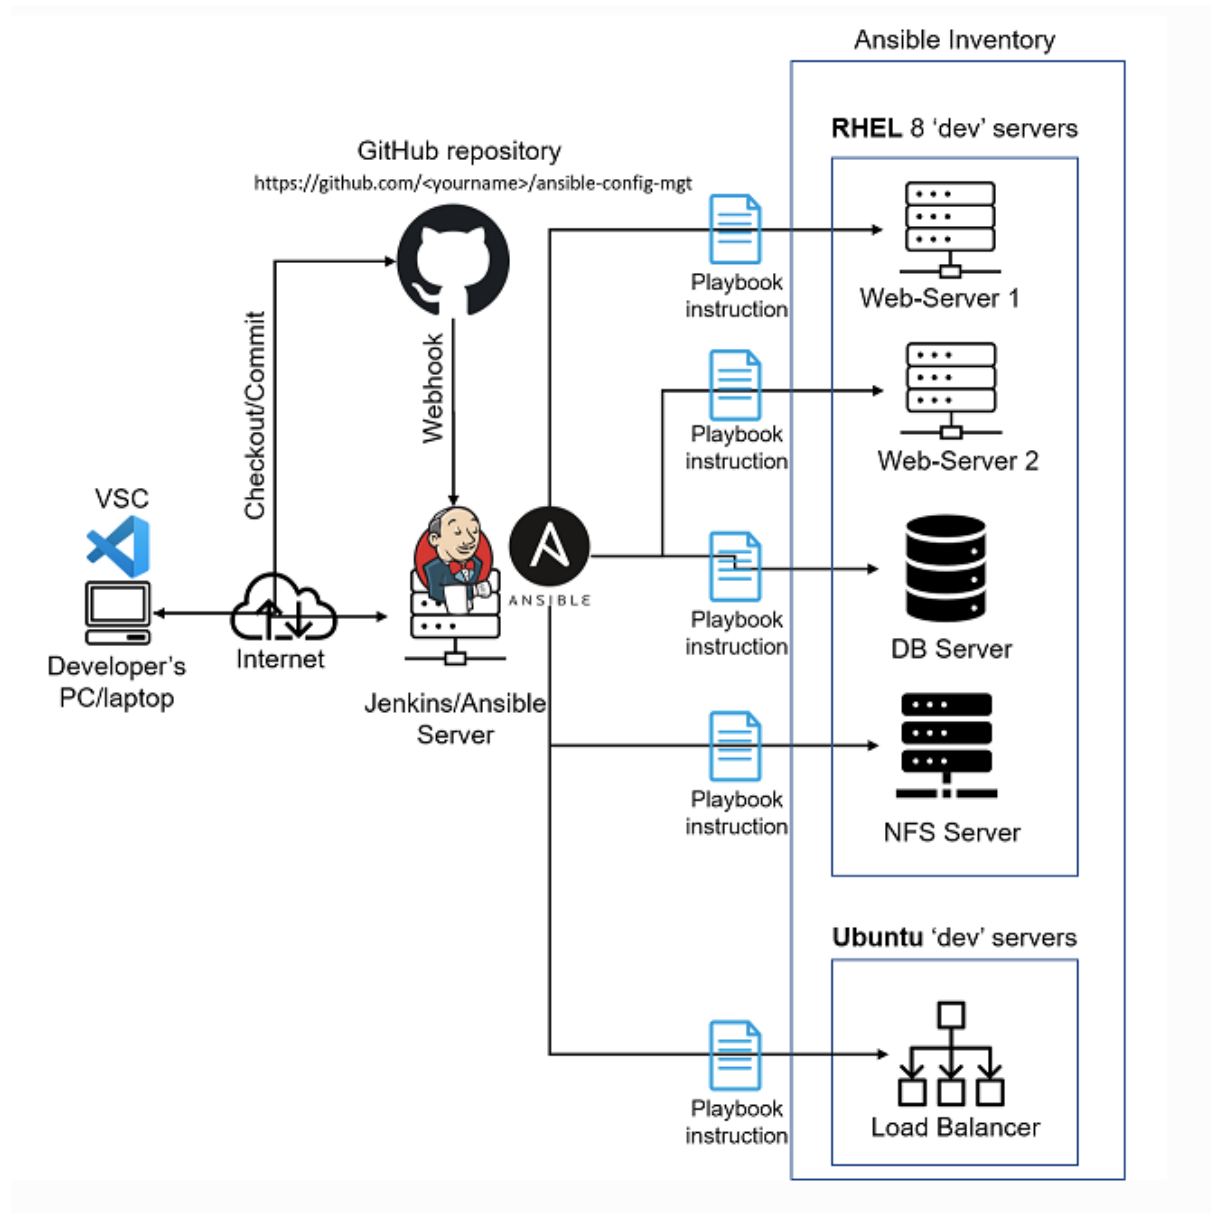 Ansible Inventory
RHEL 8 ‘dev’ servers
GitHub repository
https://github.com/<yourname>/ansible-config-mgt
Playbook
instruction
Web-Server 1
Checkout/Commit
Webhook
Playbook
instruction
Web-Server 2
VSC
ANSIBLE
Playbook
instruction
DB Server
Internet
Developer’s
PC/laptop
Jenkins/Ansible
Server
Playbook
instruction
NFS Server
Ubuntu ‘dev’ servers
Playbook
instruction
Load Balancer